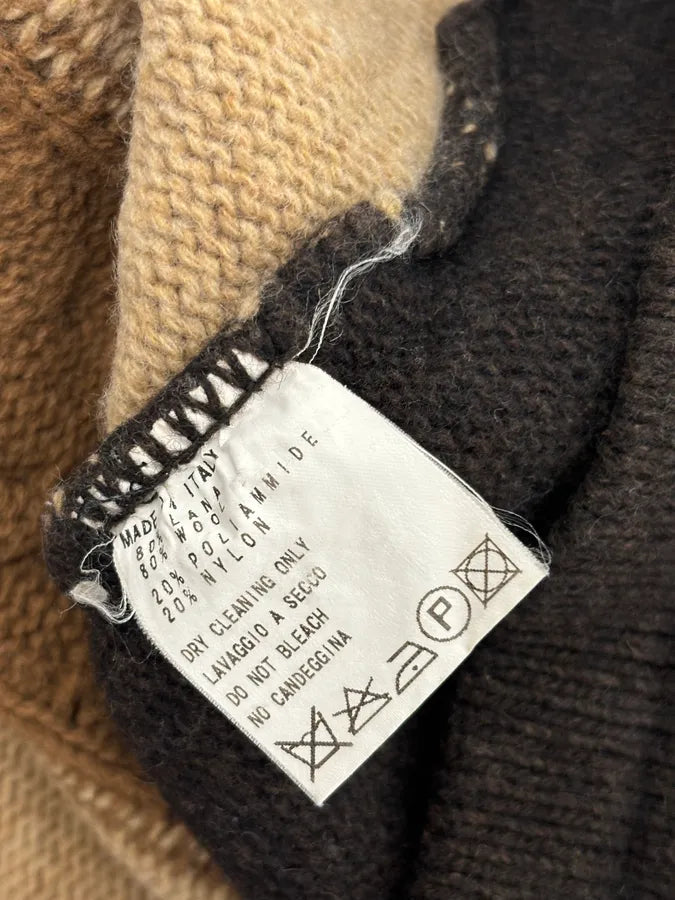 MADE IN ITALY
80% LANA
80% WOOL
20% POLIAMMIDE
20% NYLON
DRY CLEANING ONLY
LAVAGGIO A SECCO
DO NOT BLEACH
NO CANDEGGINA
P